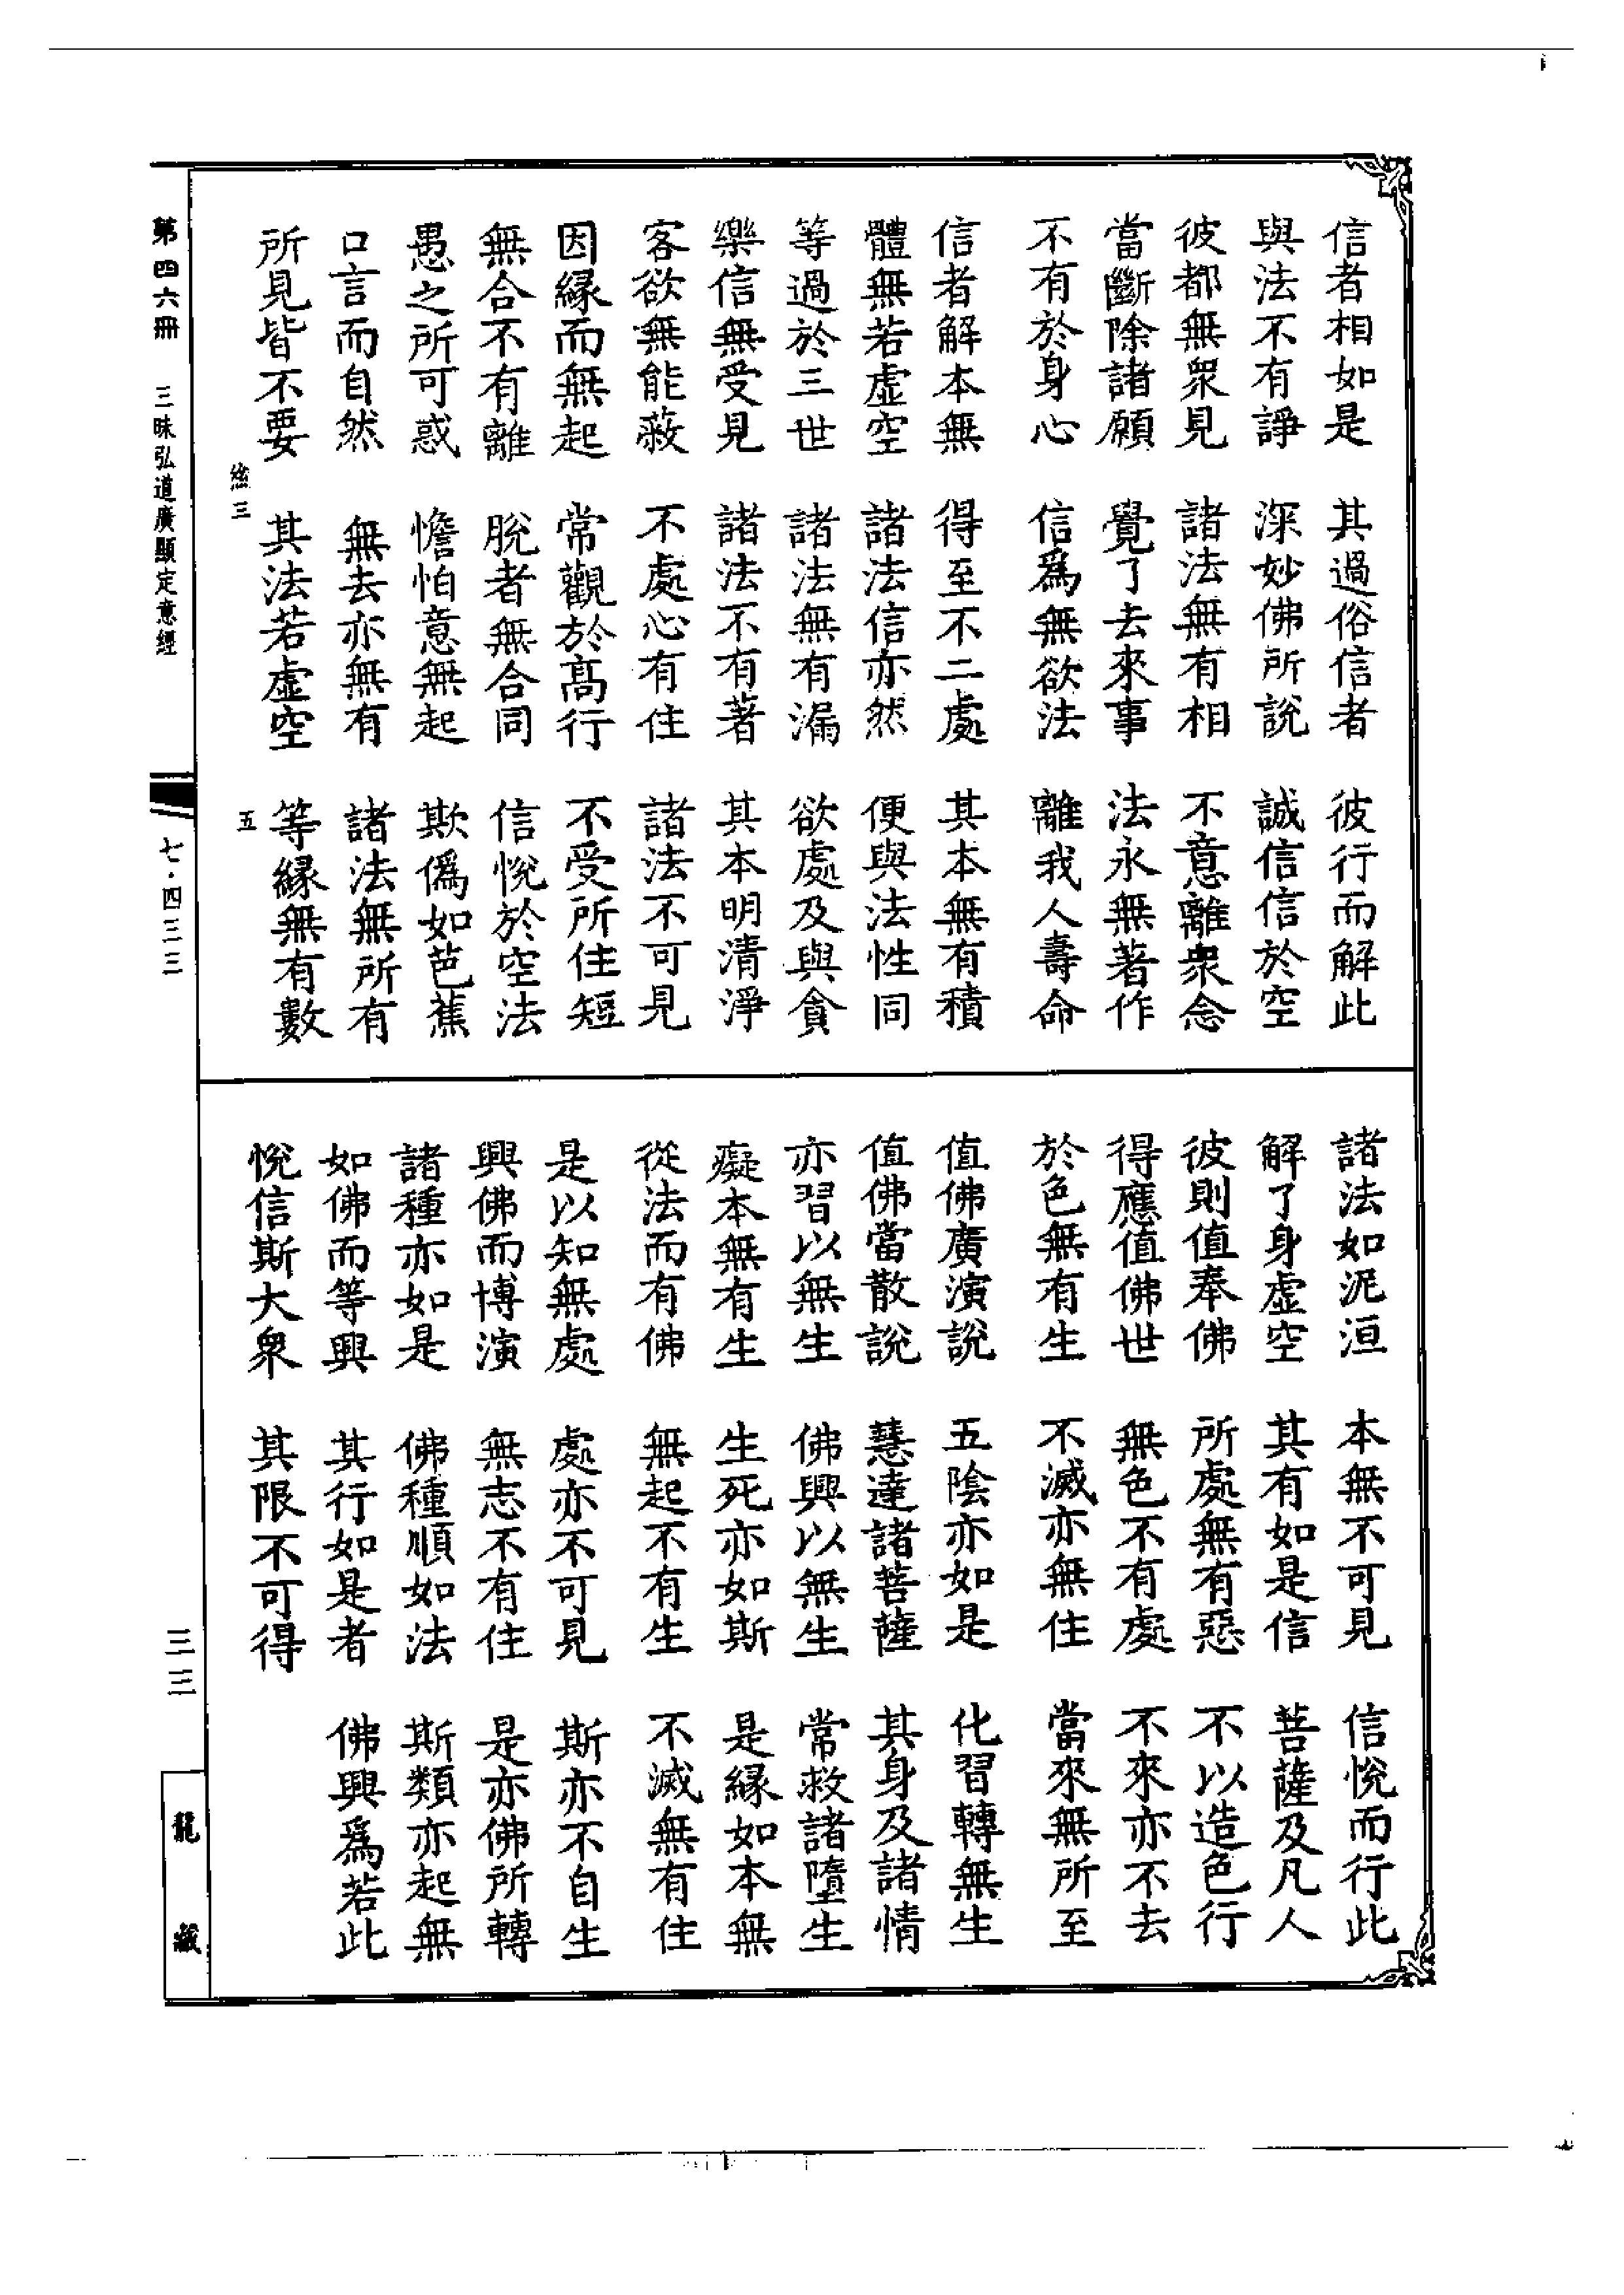 信者相如是　其過俗信者　彼行而解此
與法不有諍　深妙佛所說　誠信信於空
彼都無衆見　諸法無有相　不意離衆念
當斷除諸願　覺了去來事　法永無著作
不有於身心　信爲無欲法　離我人壽命
信者解本無　得至不二處　其本無有積
體無若虛空　諸法信亦然　便與法性同
等過於三世　諸法無有漏　欲處及與貪
樂信無受見　諸法不有著　其本明清淨
客欲無能蔽　不處心有住　諸法不可見
因緣而無起　常觀於高行　不受所住短
無合不有離　脫者無合同　信悅於空法
愚之所可惑　憺怕意無起　欺僞如芭蕉
口言而自然　無去亦無有　諸法無所有
所見皆不要　其法若虛空　等緣無有數
三　五
諸法如泥洹　本無不可見　信悅而行此
解了身虛空　其有如是信　菩薩及凡人
彼則值奉佛　所處無有惡　不以造色行
得應值佛世　無色不有處　不來亦不去
於色無有生　不滅亦無住　當來無所至
值佛廣演說　五陰亦如是　化習轉無生
值佛當散說　慧達諸菩薩　其身及諸情
亦習以無生　佛興以無生　常救諸墮生
癡本無有生　生死亦如斯　是緣如本無
從法而有佛　無起不有生　不滅無有住
是以知無處　處亦不可見　斯亦不自生
興佛而博演　無志不有住　是亦佛所轉
諸種亦如是　佛種順如法　斯類亦起無
如佛而等興　其行如是者　佛興爲若此
悅信斯大衆　其限不可得
第四六冊　三昧弘道廣顯定意經　七·四三三　三三　龍藏